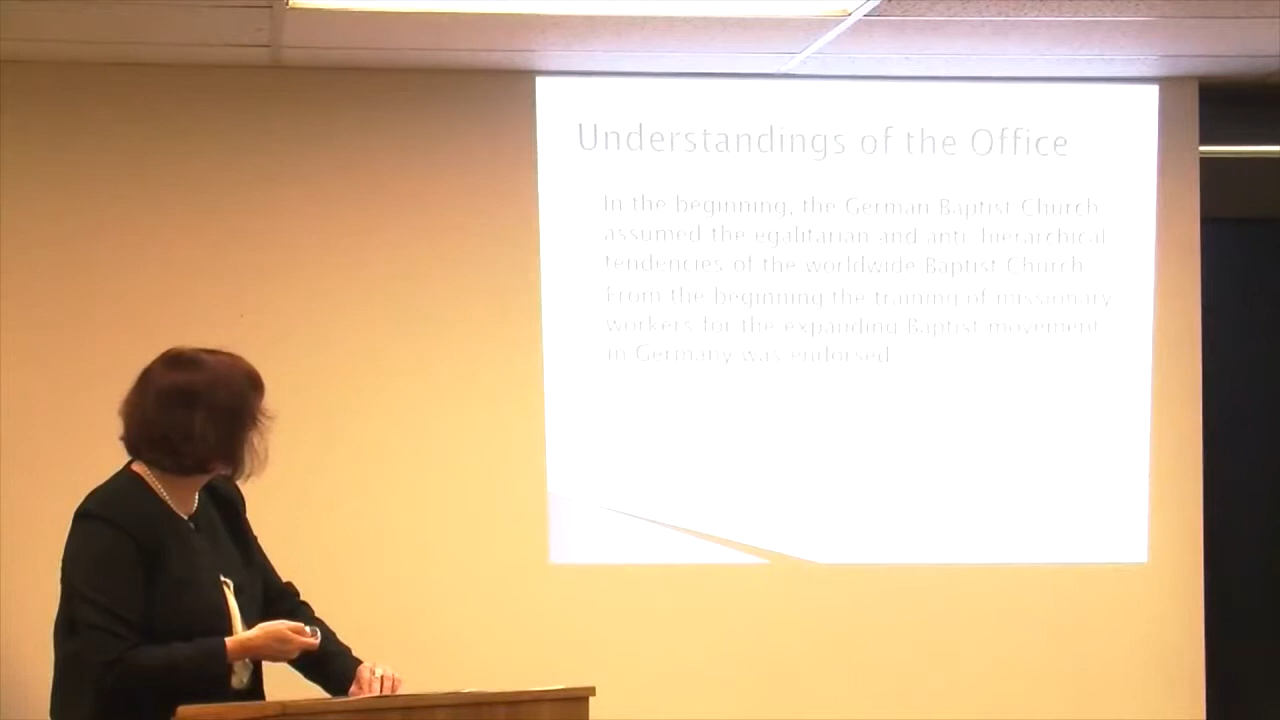 Understandings of the Office
In the beginning, the German Baptist Church
assumed the egalitarian and anti-hierarchical
tendencies of the worldwide Baptist Church
From the beginning the training of missionary
workers for the expanding Baptist movement
in Germany was endorsed